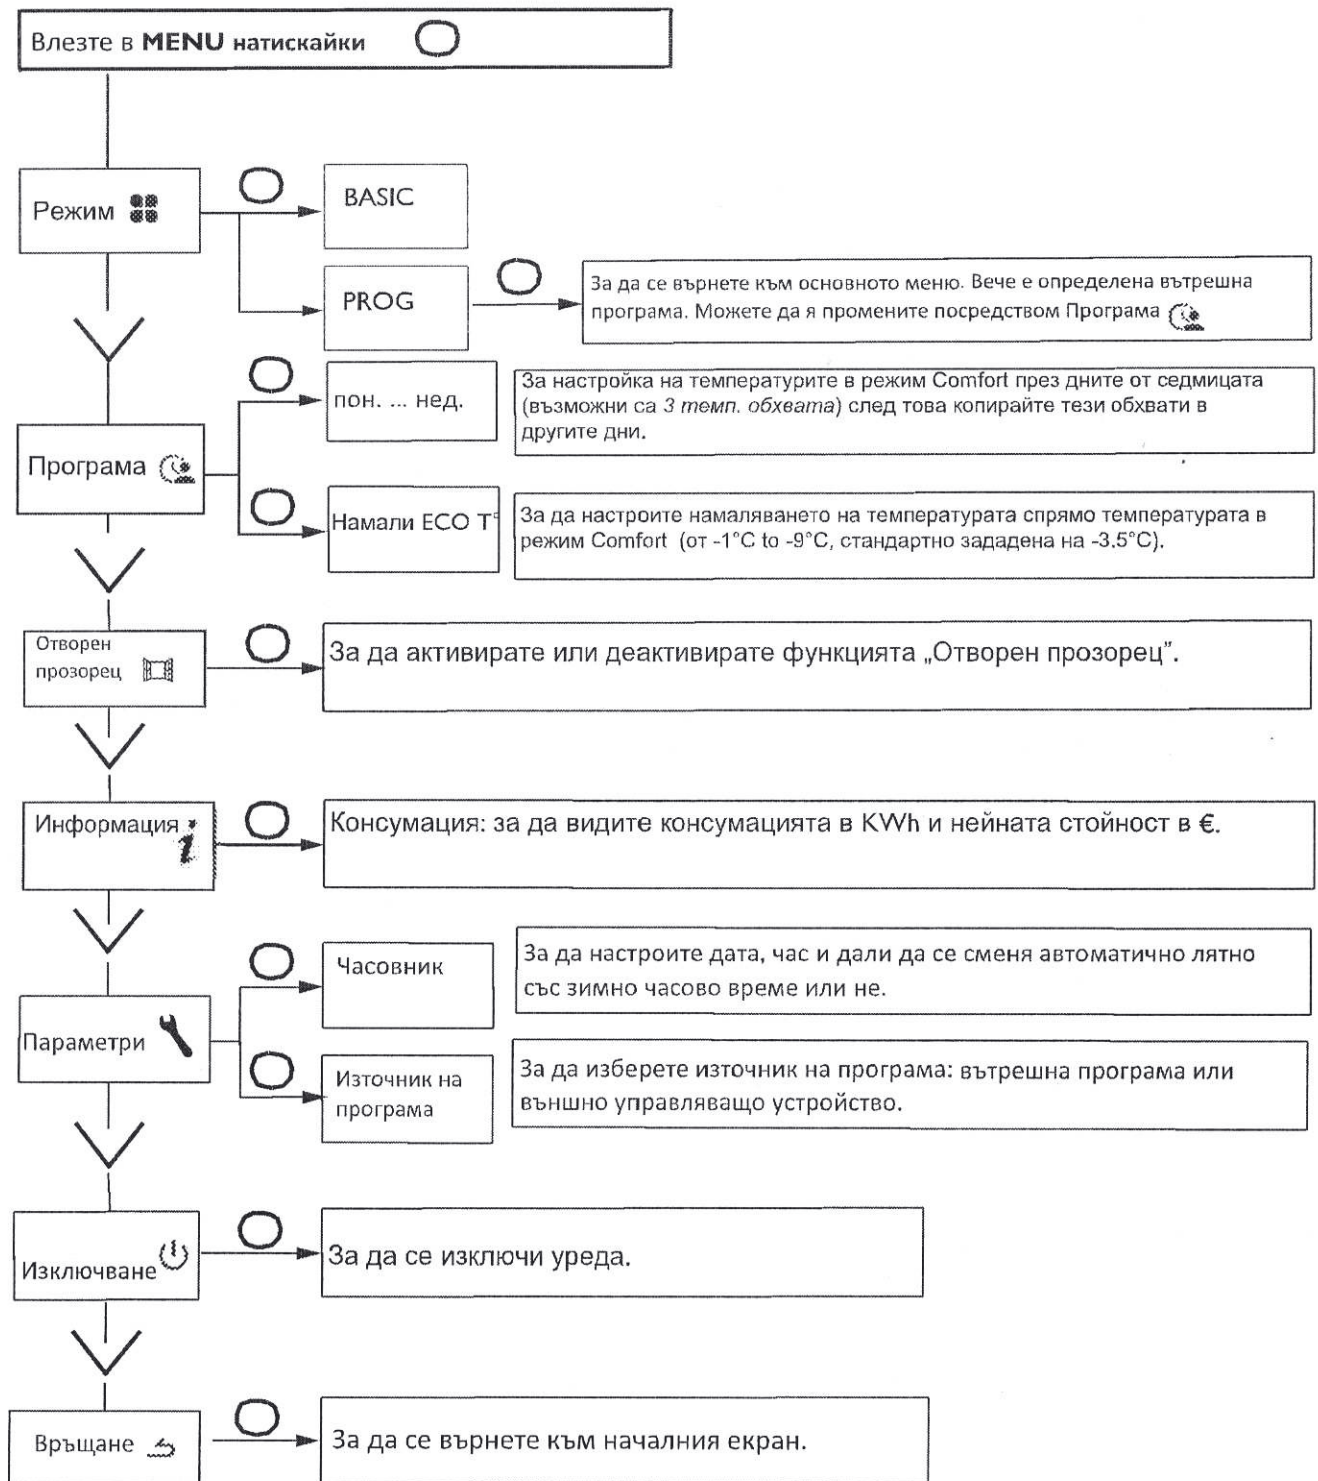 Влезте в MENU натискайки
Режим
BASIC
PROG
За да се върнете към основното меню. Вече е определена вътрешна
програма. Можете да я промените посредством Програма
Програма
пон. ... нед.
За настройка на температурите в режим Comfort през дните от седмицата
(възможни са 3 темп. обхвата) след това копирайте тези обхвати в
другите дни.
Намали ECO T°
За да настроите намаляването на температурата спрямо температурата в
режим Comfort (от -1°C to -9°C, стандартно зададена на -3.5°C).
Отворен
прозорец
За да активирате или деактивирате функцията „Отворен прозорец”.
Информация
Консумация: за да видите консумацията в KWh и нейната стойност в €.
Параметри
Часовник
За да настроите дата, час и дали да се сменя автоматично лятно
със зимно часово време или не.
Източник на
програма
За да изберете източник на програма: вътрешна програма или
външно управляващо устройство.
Изключване
За да се изключи уреда.
Връщане
За да се върнете към началния екран.